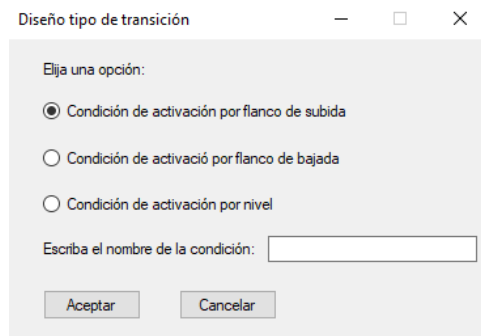 Diseño tipo de transición
Elija una opción:
Condición de activación por flanco de subida
Condición de activació por flanco de bajada
Condición de activación por nivel
Escriba el nombre de la condición:
Aceptar Cancelar